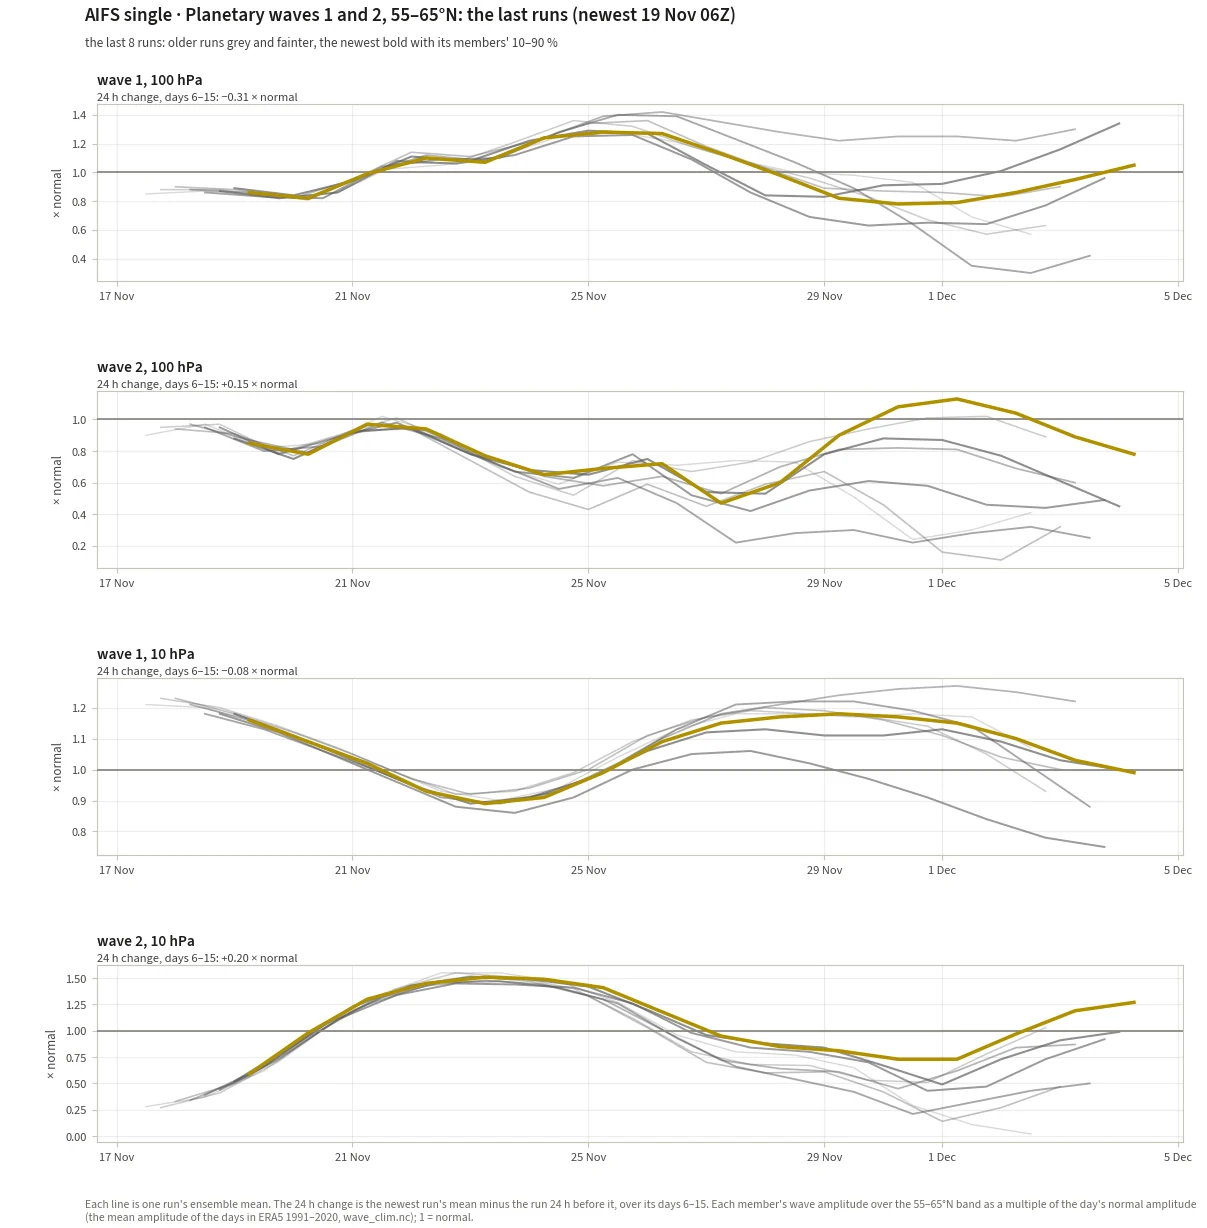 AIFS single · Planetary waves 1 and 2, 55–65°N: the last runs (newest 19 Nov 06Z)
the last 8 runs: older runs grey and fainter, the newest bold with its members' 10–90 %
wave 1, 100 hPa
24 h change, days 6–15: −0.31 × normal
1.4
1.2
1.0
0.8
0.6
0.4
× normal
17 Nov
21 Nov
25 Nov
29 Nov
1 Dec
5 Dec
wave 2, 100 hPa
24 h change, days 6–15: +0.15 × normal
1.0
0.8
0.6
0.4
0.2
× normal
17 Nov
21 Nov
25 Nov
29 Nov
1 Dec
5 Dec
wave 1, 10 hPa
24 h change, days 6–15: −0.08 × normal
1.2
1.1
1.0
0.9
0.8
× normal
17 Nov
21 Nov
25 Nov
29 Nov
1 Dec
5 Dec
wave 2, 10 hPa
24 h change, days 6–15: +0.20 × normal
1.50
1.25
1.00
0.75
0.50
0.25
0.00
× normal
17 Nov
21 Nov
25 Nov
29 Nov
1 Dec
5 Dec
Each line is one run's ensemble mean. The 24 h change is the newest run's mean minus the run 24 h before it, over its days 6–15. Each member's wave amplitude over the 55–65°N band as a multiple of the day's normal amplitude
(the mean amplitude of the days in ERA5 1991–2020, wave_clim.nc); 1 = normal.